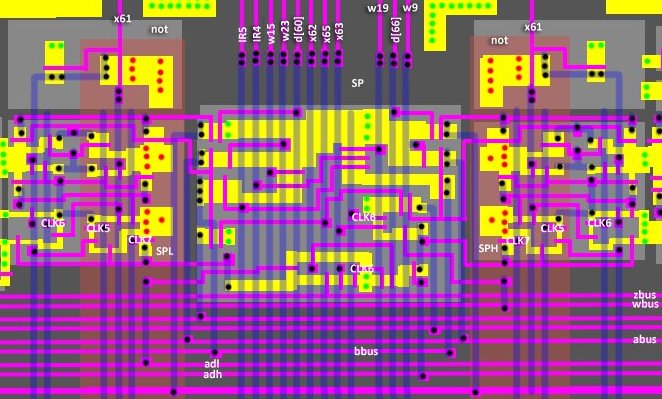 x61
not
IR5
IR4
w15
w23
d[60]
x62
x65
x63
w19
d[66]
w9
x61
not
SP
CLK6
CLK5
CLK7
SPL
CLK6
CLK6
SPH
CLK7
CLK5
CLK6
zbus
wbus
abus
bbus
adl
adh